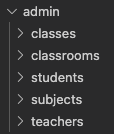 admin
classes
classrooms
students
subjects
teachers